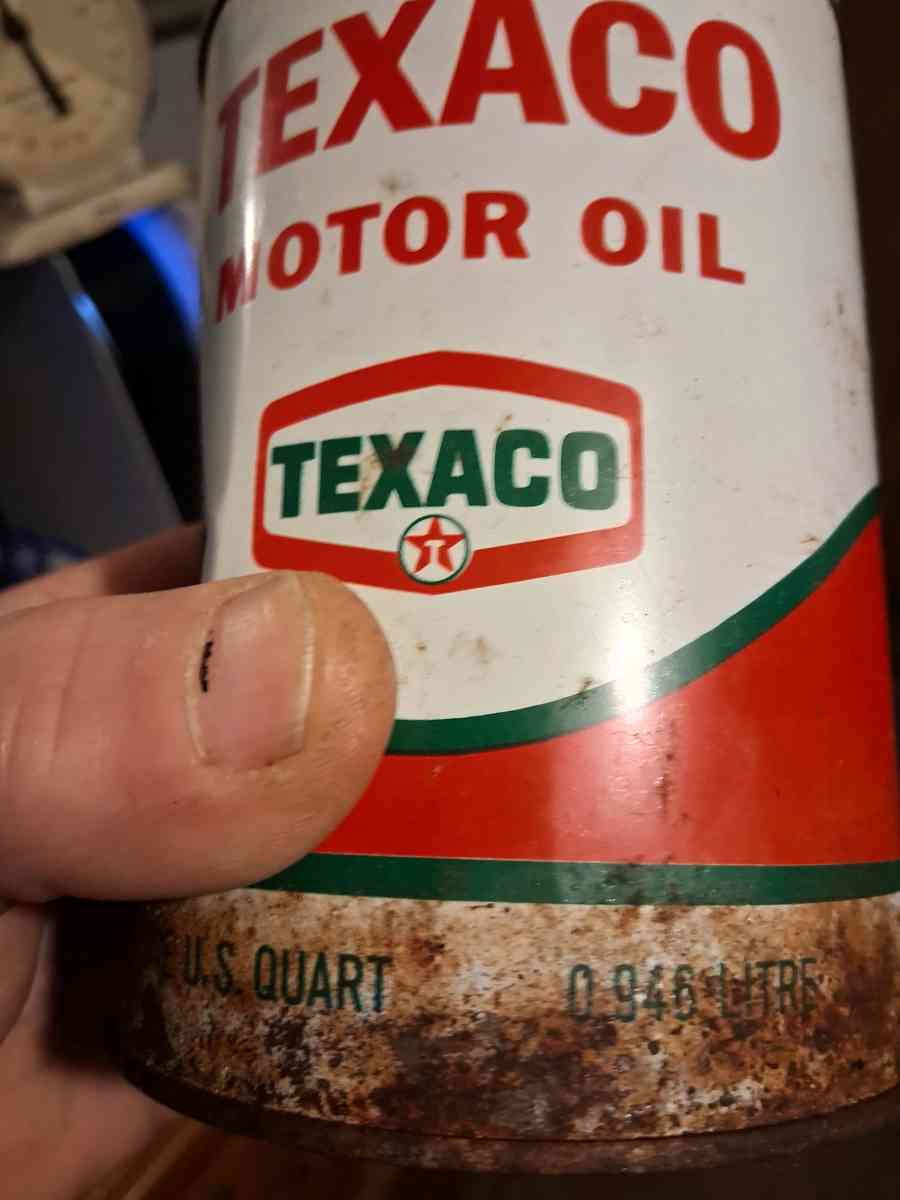 TEXACO
MOTOR OIL
TEXACO
T
U.S. QUART
0 946 LITRE